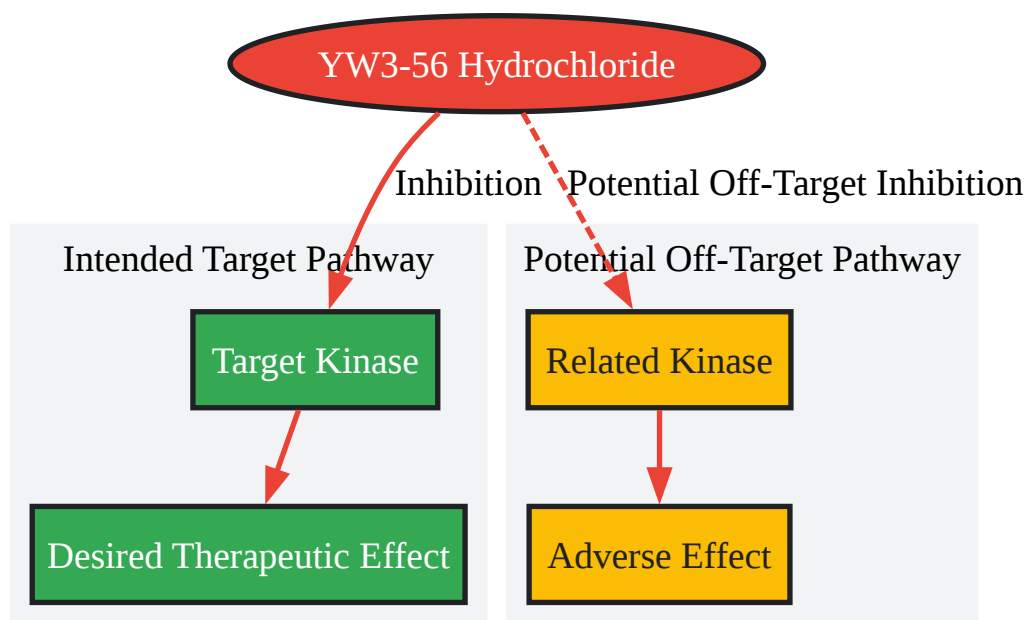 YW3-56 Hydrochloride
Inhibition
Potential Off-Target Inhibition
Intended Target Pathway
Potential Off-Target Pathway
Target Kinase
Related Kinase
Desired Therapeutic Effect
Adverse Effect